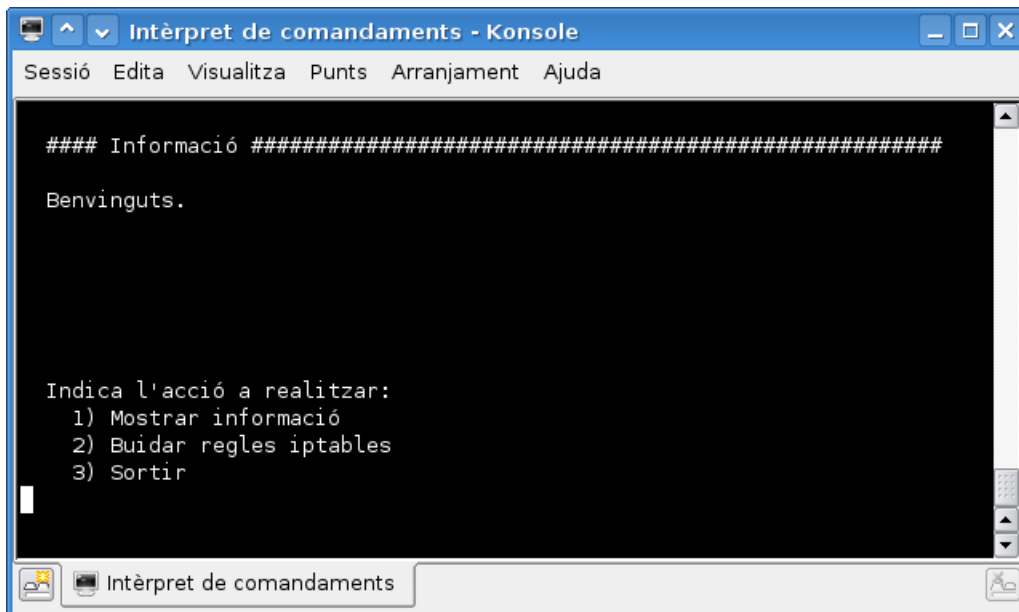 Intèrpret de comandaments - Konsole
Sessió Edita Visualitza Punts Arranjament Ajuda
#### Informació ######################################################
Benvinguts.
Indica l'acció a realitzar:
1) Mostrar informació
2) Buidar regles iptables
3) Sortir
Intèrpret de comandaments